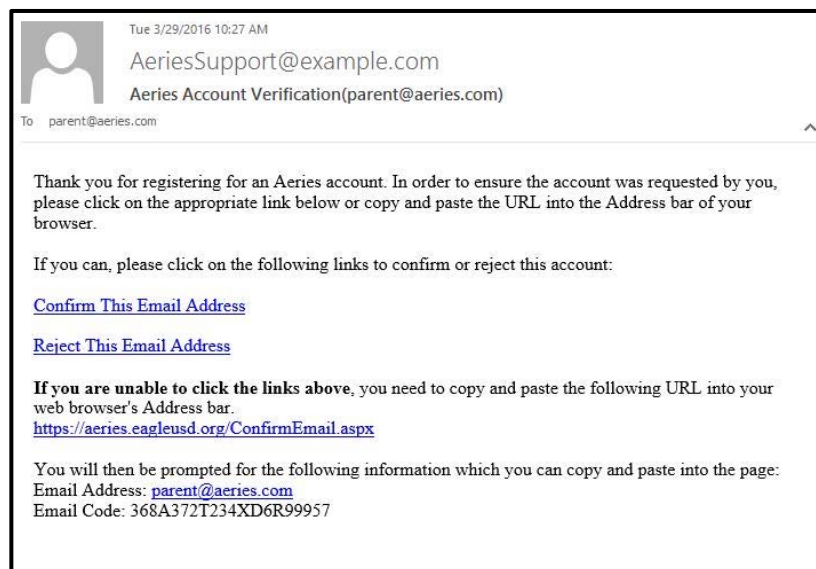 Tue 3/29/2016 10:27 AM
AeriesSupport@example.com
Aeries Account Verification(parent@aeries.com)
To parent@aeries.com
Thank you for registering for an Aeries account. In order to ensure the account was requested by you,
please click on the appropriate link below or copy and paste the URL into the Address bar of your
browser.
If you can, please click on the following links to confirm or reject this account:
Confirm This Email Address
Reject This Email Address
If you are unable to click the links above, you need to copy and paste the following URL into your
web browser's Address bar.
https://aeries.eagleusd.org/ConfirmEmail.aspx
You will then be prompted for the following information which you can copy and paste into the page:
Email Address: parent@aeries.com
Email Code: 368A372T234XD6R99957